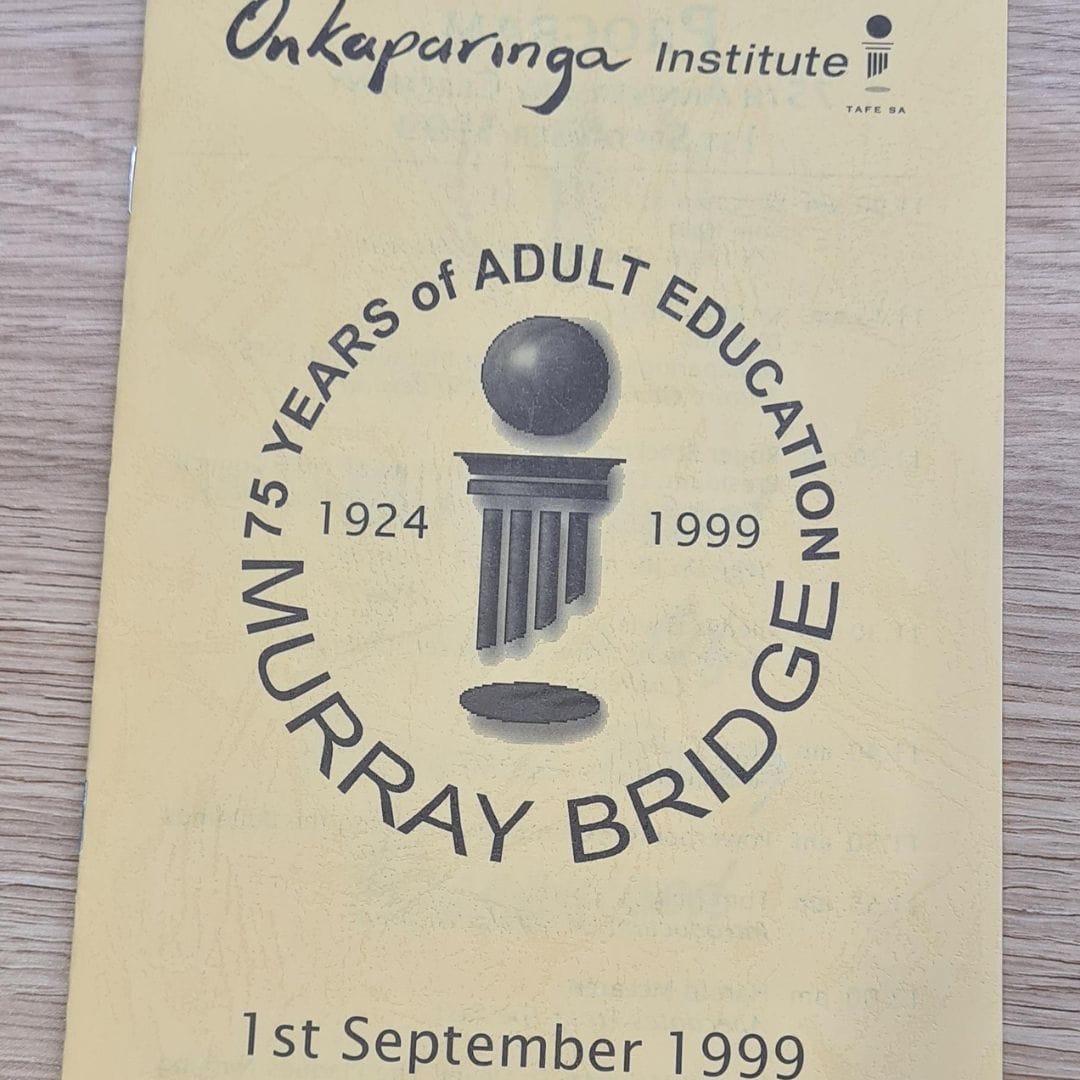 Onkaparinga Institute
TAFE SA
75 YEARS of ADULT EDUCATION
1924 1999
MURRAY BRIDGE
1st September 1999